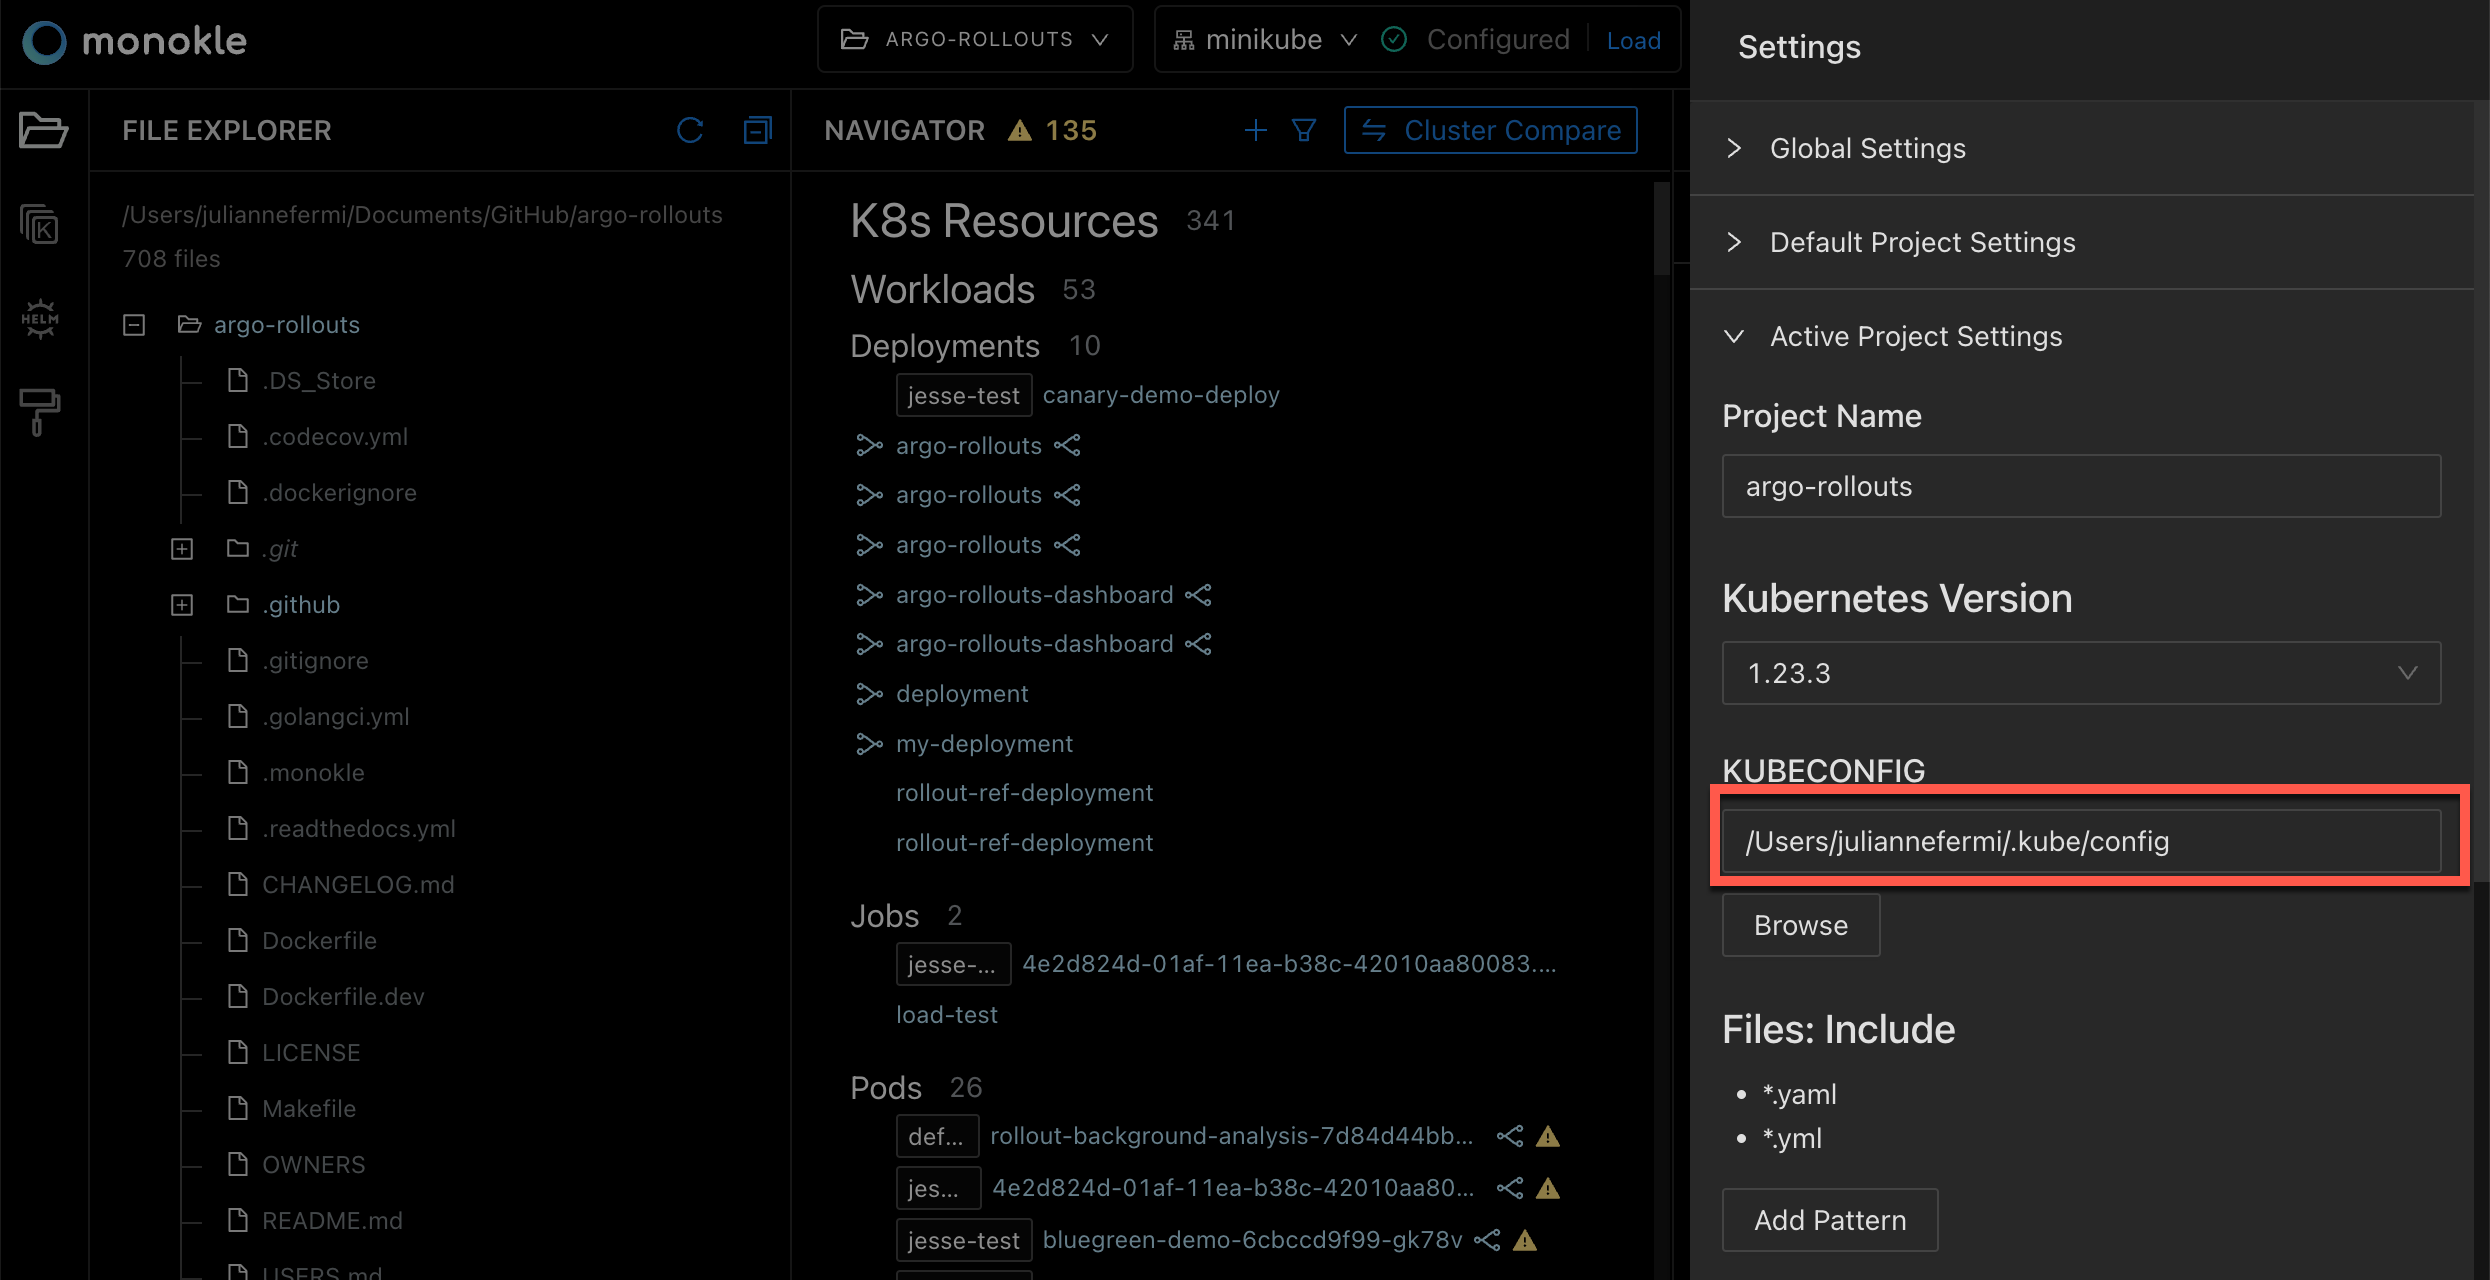 monokle
ARGO-ROLLOUTS
minikube
Configured
Load
FILE EXPLORER
/Users/juliannefermi/Documents/GitHub/argo-rollouts
708 files
argo-rollouts
.DS_Store
.codecov.yml
.dockerignore
.git
.github
.gitignore
.golangci.yml
.monokle
.readthedocs.yml
CHANGELOG.md
Dockerfile
Dockerfile.dev
LICENSE
Makefile
OWNERS
README.md
USERS.md
K
HELM
NAVIGATOR 135
Cluster Compare
K8s Resources 341
Workloads 53
Deployments 10
jesse-test canary-demo-deploy
argo-rollouts
argo-rollouts
argo-rollouts
argo-rollouts-dashboard
argo-rollouts-dashboard
deployment
my-deployment
rollout-ref-deployment
rollout-ref-deployment
Jobs 2
jesse-... 4e2d824d-01af-11ea-b38c-42010aa80083....
load-test
Pods 26
def... rollout-background-analysis-7d84d44bb...
jes... 4e2d824d-01af-11ea-b38c-42010aa80...
jesse-test bluegreen-demo-6cbccd9f99-gk78v
Settings
Global Settings
Default Project Settings
Active Project Settings
Project Name
argo-rollouts
Kubernetes Version
1.23.3
KUBECONFIG
/Users/juliannefermi/.kube/config
Browse
Files: Include
• *.yaml
• *.yml
Add Pattern